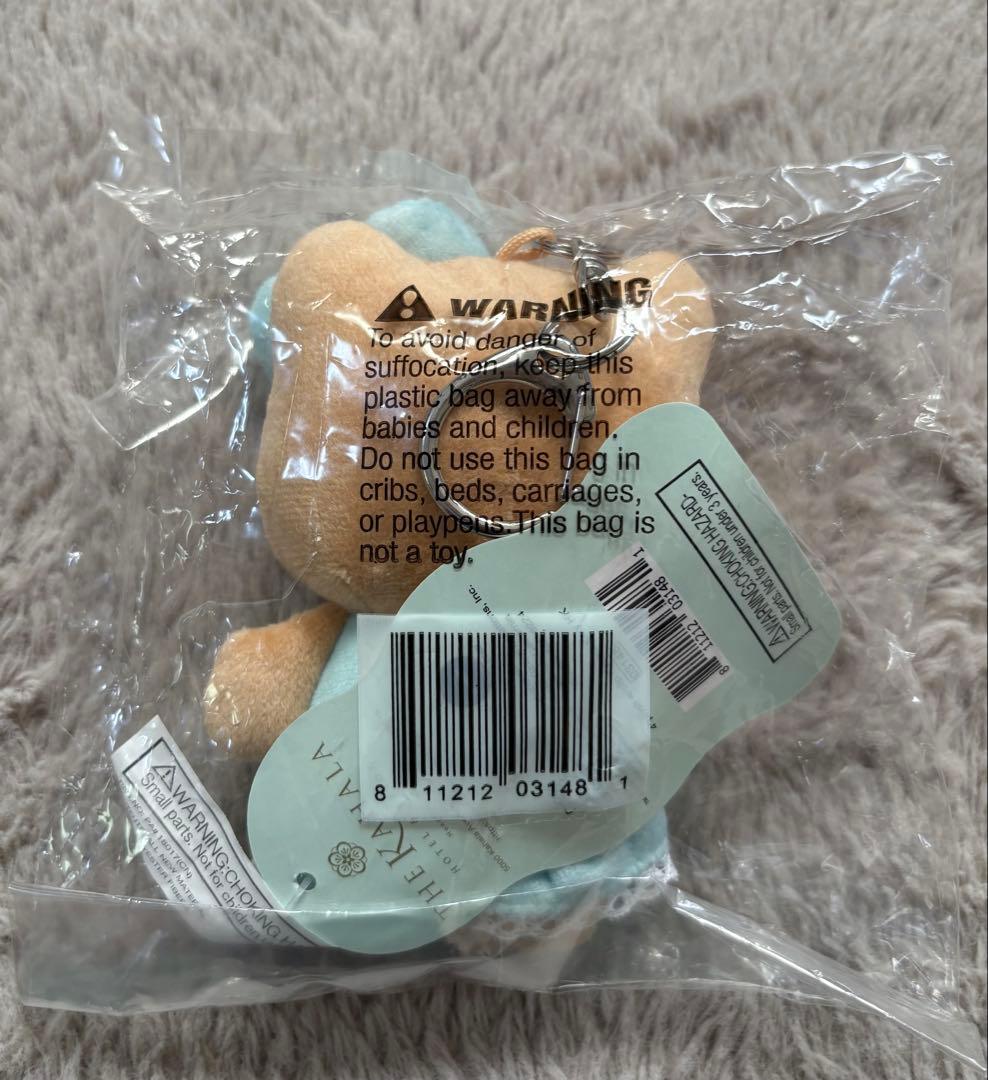 WARNING
To avoid danger of
suffocation, keep this
plastic bag away from
babies and children.
Do not use this bag in
cribs, beds, carriages,
or playpens. This bag is
not a toy.
WARNING:CHOKING HAZARD-
Small parts. Not for children under 3 years.
8 11212 03148 1
8 11212 03148 1
THE KAHALA
HOTEL
5000 Kahala
WARNING:CHOKING H
Small parts. Not for children